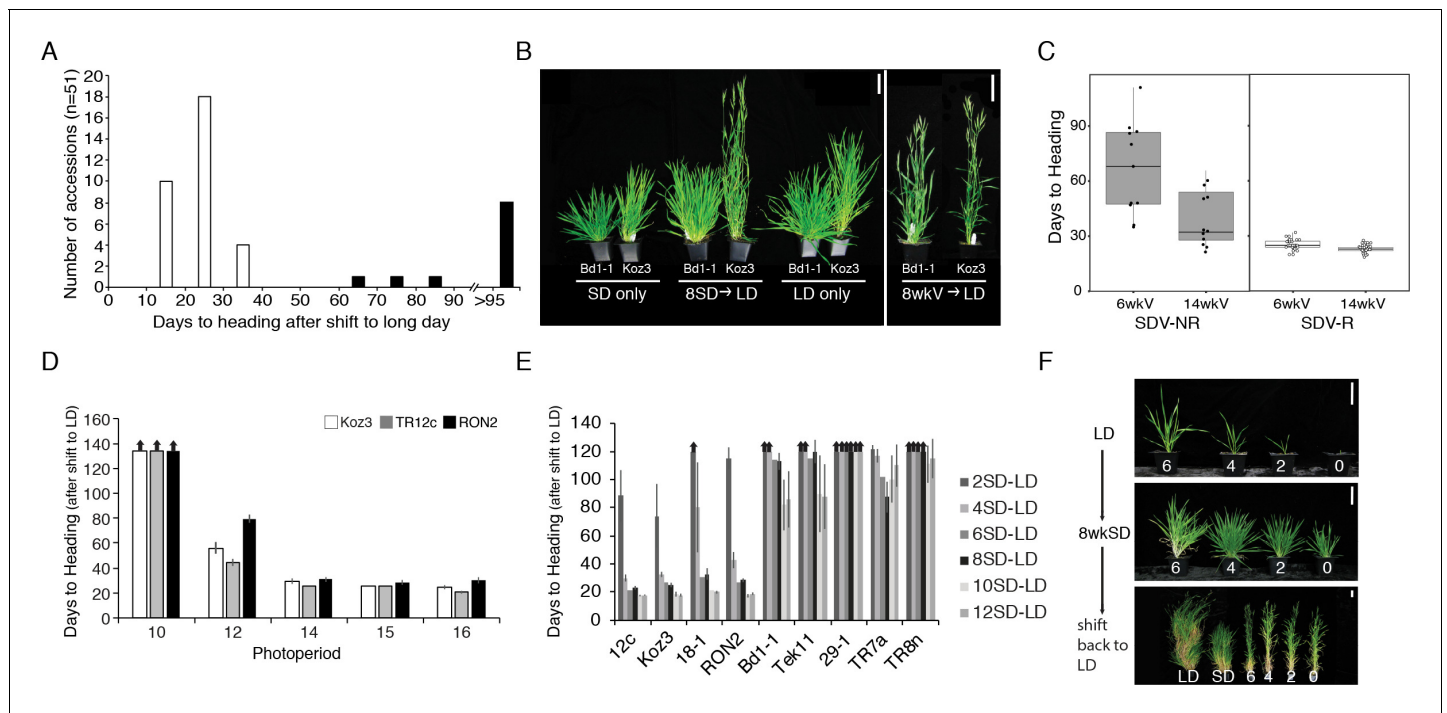 A
Number of accessions (n=51)
20
18
16
14
12
10
8
6
4
2
0
0 10 20 30 40 50 60 70 80 90 >95
Days to heading after shift to long day
B
Bd1-1 Koz3 Bd1-1 Koz3 Bd1-1 Koz3 Bd1-1 Koz3
SD only 8SD→LD LD only 8wkV→LD
C
Days to Heading
90
60
30
0
6wkV 14wkV 6wkV 14wkV
SDV-NR SDV-R
D
Days to Heading (after shift to LD)
160
140
120
100
80
60
40
20
0
Koz3 TR12c RON2
10 12 14 15 16
Photoperiod
E
Days to Heading (after shift to LD)
140
120
100
80
60
40
20
0
12c Koz3 18-1 RON2 Bd1-1 Tek11 29-1 TR7a TR8n
2SD-LD
4SD-LD
6SD-LD
8SD-LD
10SD-LD
12SD-LD
F
LD
6 4 2 0
8wkSD
6 4 2 0
shift
back to
LD
LD SD 6 4 2 0